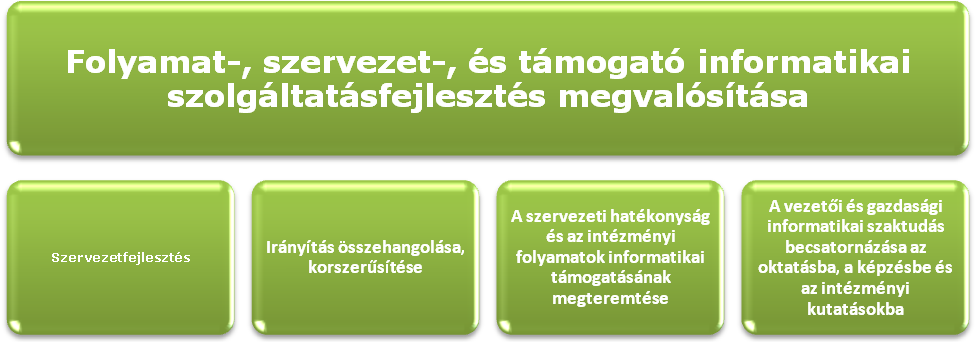 Folyamat-, szervezet-, és támogató informatikai
szolgáltatásfejlesztés megvalósítása
Szervezetfejlesztés
Irányítás összehangolása,
korszerűsítése
A szervezeti hatékonyság
és az intézményi
folyamatok informatikai
támogatásának
megteremtése
A vezetői és gazdasági
informatikai szaktudás
becsatornázása az
oktatásba, a képzésbe és
az intézményi
kutatásokba